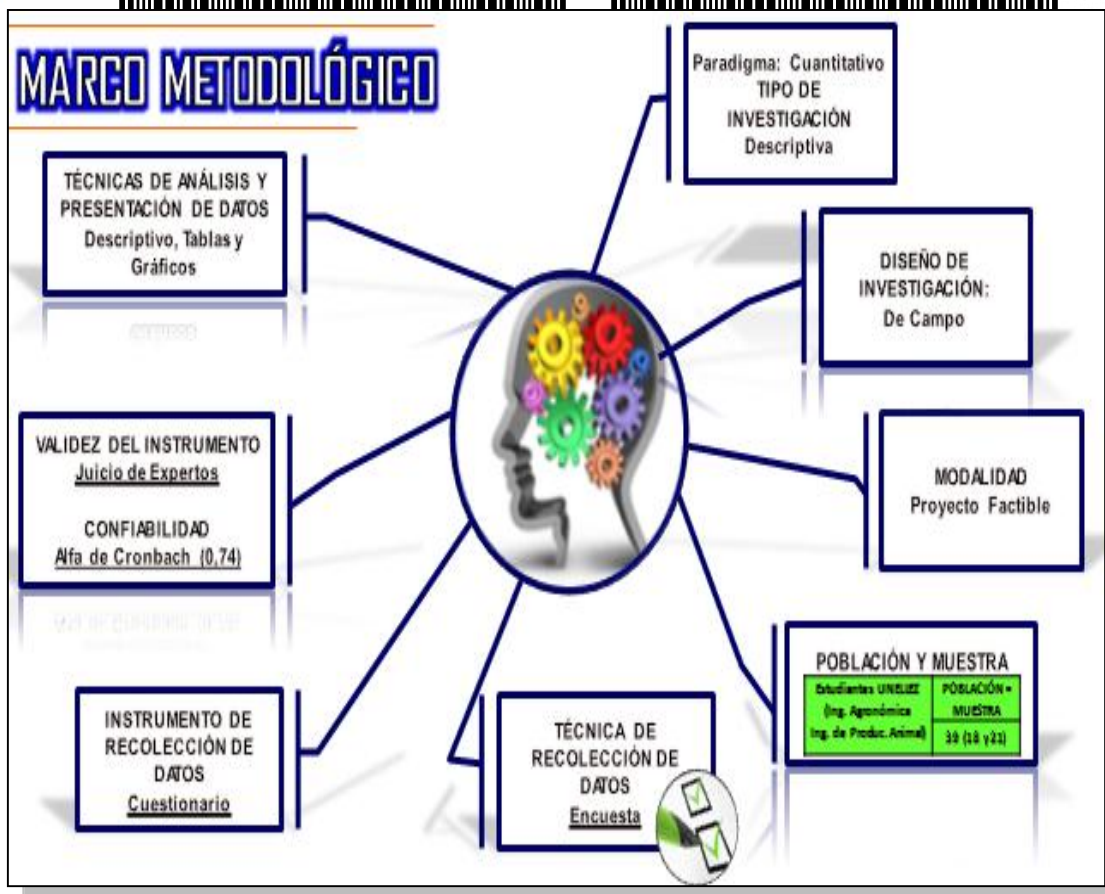 MARCO METODOLÓGICO
Paradigma: Cuantitativo
TIPO DE
INVESTIGACIÓN
Descriptiva
TÉCNICAS DE ANÁLISIS Y
PRESENTACIÓN DE DATOS
Descriptivo, Tablas y
Gráficos
DISEÑO DE
INVESTIGACIÓN:
De Campo
VALIDEZ DEL INSTRUMENTO
Juicio de Expertos
CONFIABILIDAD
Alfa de Cronbach (0,74)
MODALIDAD
Proyecto Factible
POBLACIÓN Y MUESTRA
Estudiantes UNELLEZ
(Ing. Agronómica
Ing. de Produc. Animal)
POBLACIÓN =
MUESTRA
39 (18 y 21)
INSTRUMENTO DE
RECOLECCIÓN DE
DATOS
Cuestionario
TÉCNICA DE
RECOLECCIÓN DE
DATOS
Encuesta